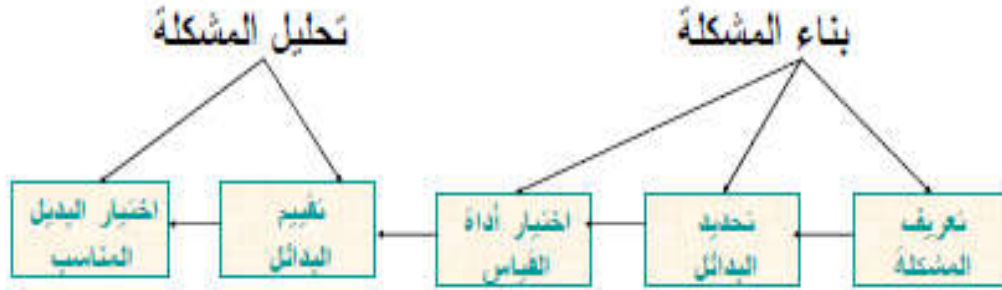 بناء المشكلة
تحليل المشكلة
تعريف
المشكلة
تحديد
البدائل
اختيار أداة
القياس
تقييم
البدائل
اختيار البديل
المناسب